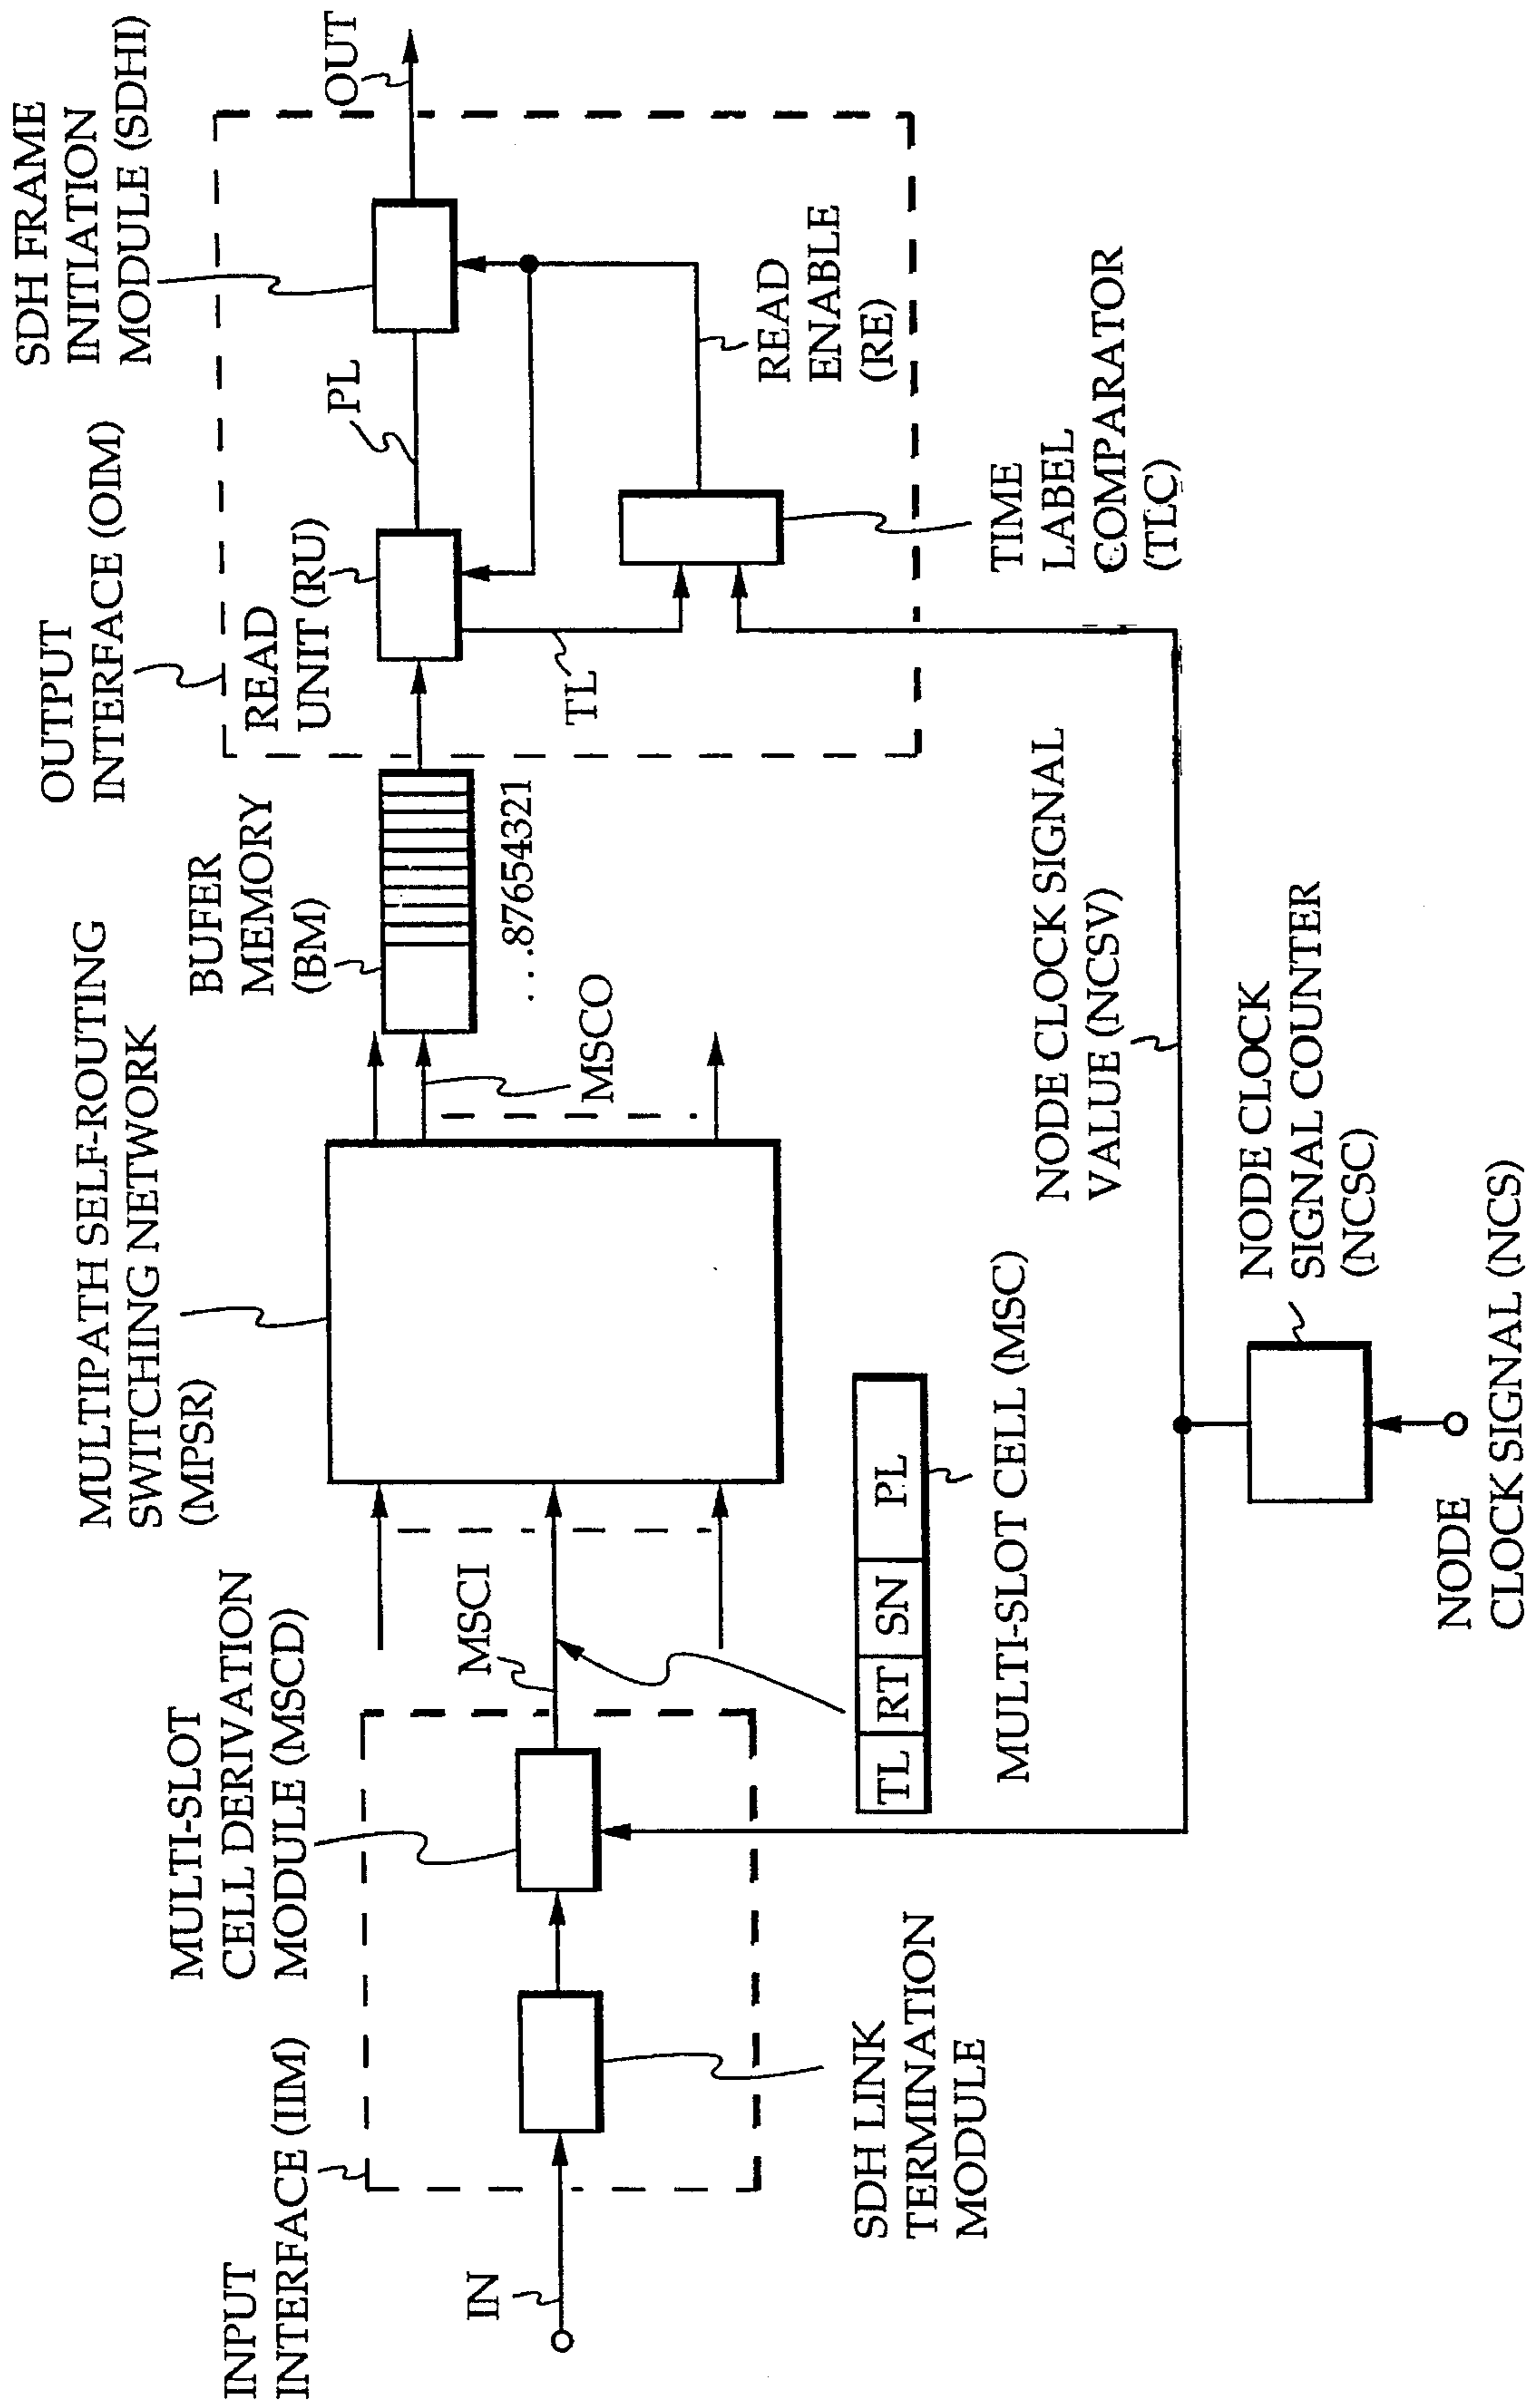 INPUT
INTERFACE (IIM)
IN
SDH LINK
TERMINATION
MODULE
MULTI-SLOT
CELL DERIVATION
MODULE (MSCD)
MSCI
TL RT SN PL
MULTI-SLOT CELL (MSC)
MULTIPATH SELF-ROUTING
SWITCHING NETWORK
(MPSR)
MSCO
BUFER
MEMORY
(BM)
...87654321
OUTPUT
INTERFACE (OIM)
READ
UNIT (RU)
TL
PL
SDH FRAME
INITIATION
MODULE (SDHI)
OUT
READ
ENABLE
(RE)
TIME
LABEL
COMPARATOR
(TLC)
NODE CLOCK SIGNAL
VALUE (NCSV)
NODE CLOCK
SIGNAL COUNTER
(NCSC)
NODE
CLOCK SIGNAL (NCS)